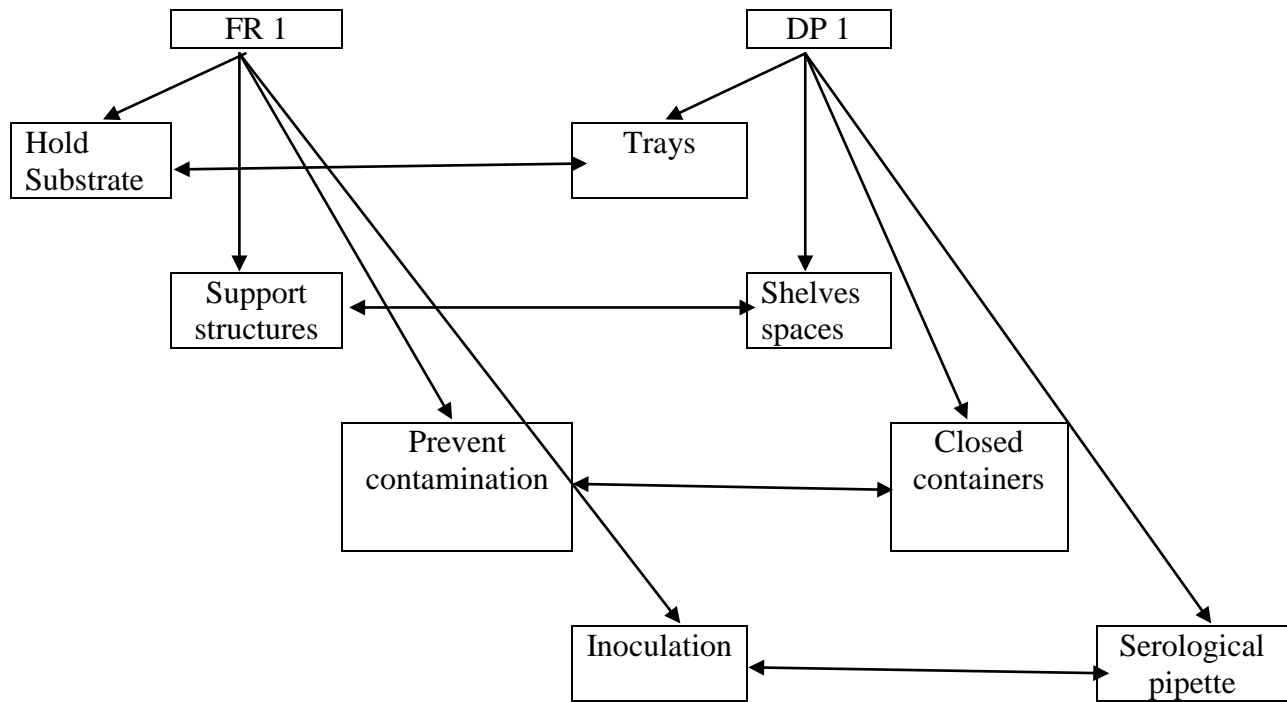 FR 1
DP 1
Hold
Substrate
Trays
Support
structures
Shelves
spaces
Prevent
contamination
Closed
containers
Inoculation
Serological
pipette